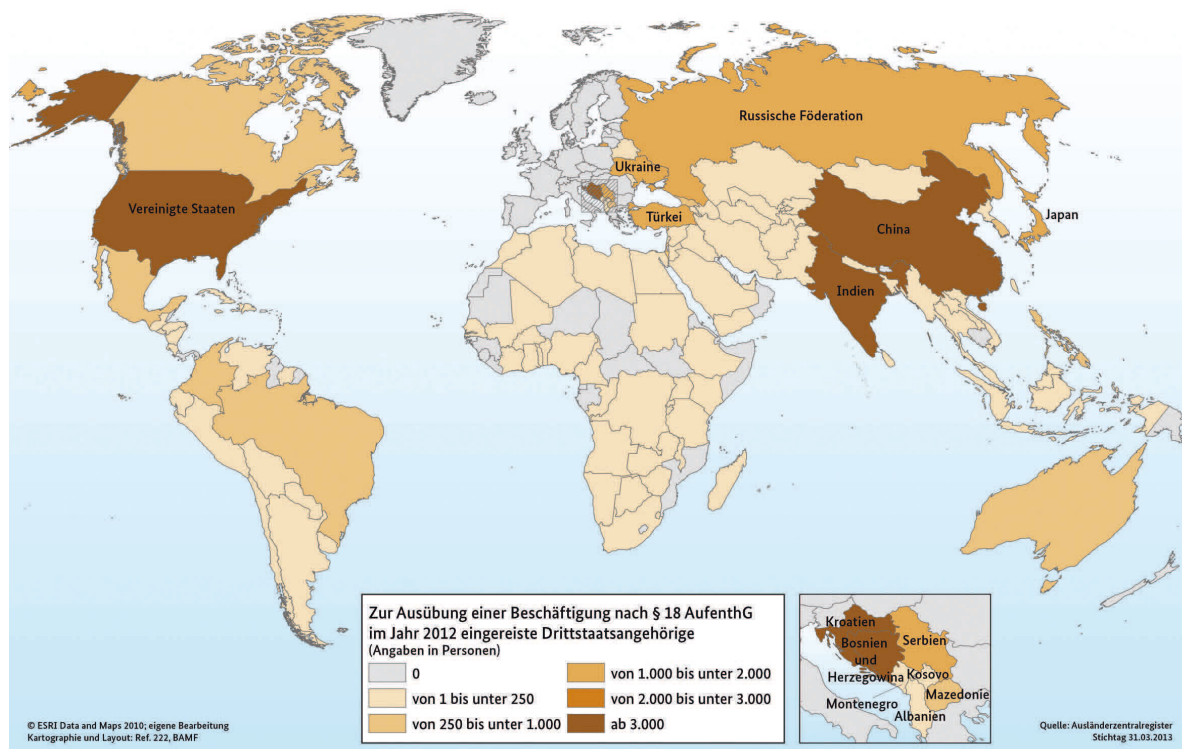 Russische Föderation
Ukraine
Vereinigte Staaten
Türkei
Japan
China
Indien
Zur Ausübung einer Beschäftigung nach § 18 AufenthG
im Jahr 2012 eingereiste Drittstaatsangehörige
(Angaben in Personen)
0
von 1 bis unter 250
von 250 bis unter 1.000
von 1.000 bis unter 2.000
von 2.000 bis unter 3.000
ab 3.000
Kroatien
Bosnien
und
Herzegowina
Serbien
Kosovo
Mazedonien
Montenegro
Albanien
© ESRI Data and Maps 2010; eigene Bearbeitung
Kartographie und Layout: Ref. 222, BAMF
Quelle: Ausländerzentralregister
Stichtag 31.03.2013